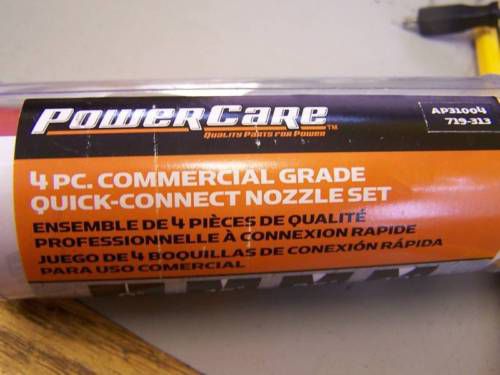 POWERCARE™
QUALITY PARTS FOR POWER
AP31004
719-313
4 PC. COMMERCIAL GRADE
QUICK-CONNECT NOZZLE SET
ENSEMBLE DE 4 PIÈCES DE QUALITÉ
PROFESSIONNELLE À CONNEXION RAPIDE
JUEGO DE 4 BOQUILLAS DE CONEXIÓN RÁPIDA
PARA USO COMERCIAL